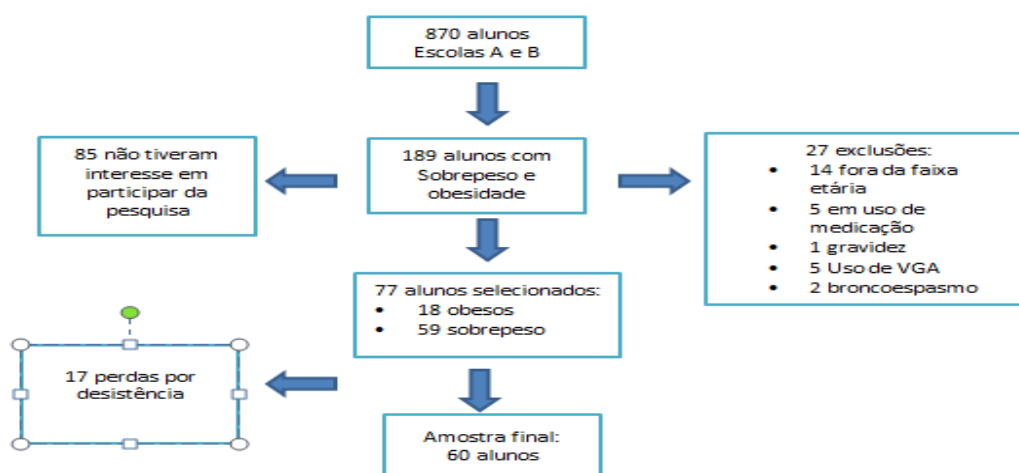 870 alunos
Escolas A e B
85 não tiveram
interesse em
participar da
pesquisa
189 alunos com
Sobrepeso e
obesidade
27 exclusões:
• 14 fora da faixa
etária
• 5 em uso de
medicação
• 1 gravidez
• 5 Uso de VGA
• 2 broncoespasmo
77 alunos selecionados:
• 18 obesos
• 59 sobrepeso
17 perdas por
desistência
Amostra final:
60 alunos